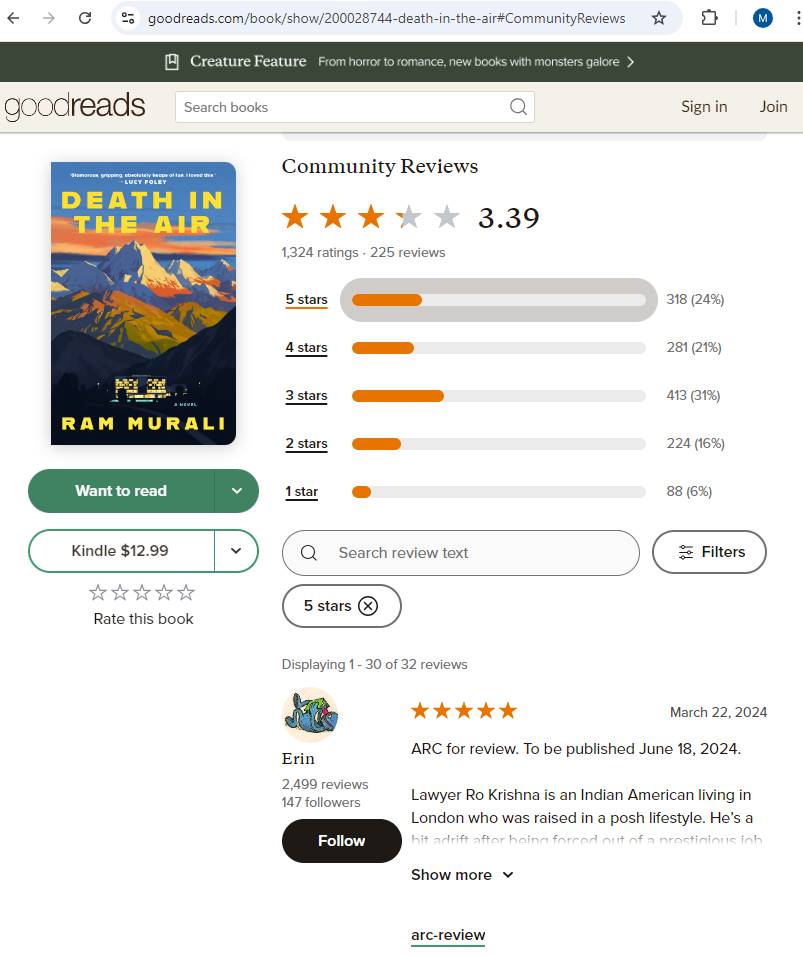 goodreads.com/book/show/200028744-death-in-the-air#CommunityReviews
M
Creature Feature From horror to romance, new books with monsters galore
goodreads
Search books
Sign in
Join
'Glamorous, gripping, absolutely heaps of fun. I loved this.'
—LUCY FOLEY
DEATH IN
THE AIR
A NOVEL
RAM MURALI
Want to read
Kindle $12.99
Rate this book
Community Reviews
3.39
1,324 ratings · 225 reviews
5 stars 318 (24%)
4 stars 281 (21%)
3 stars 413 (31%)
2 stars 224 (16%)
1 star 88 (6%)
Search review text
Filters
5 stars
Displaying 1 - 30 of 32 reviews
Erin
2,499 reviews
147 followers
Follow
March 22, 2024
ARC for review. To be published June 18, 2024.
Lawyer Ro Krishna is an Indian American living in
London who was raised in a posh lifestyle. He's a
bit adrift after being forced out of a prestigious job
Show more
arc-review